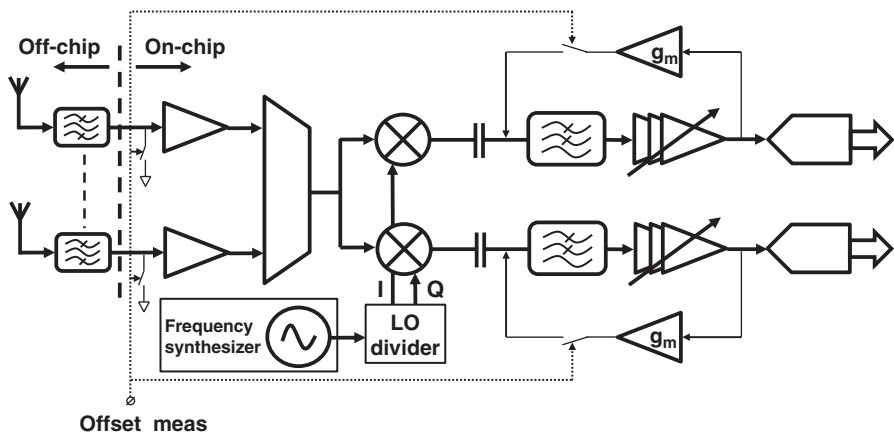 Off-chip
On-chip
gm
I
Q
Frequency
synthesizer
LO
divider
gm
Offset meas